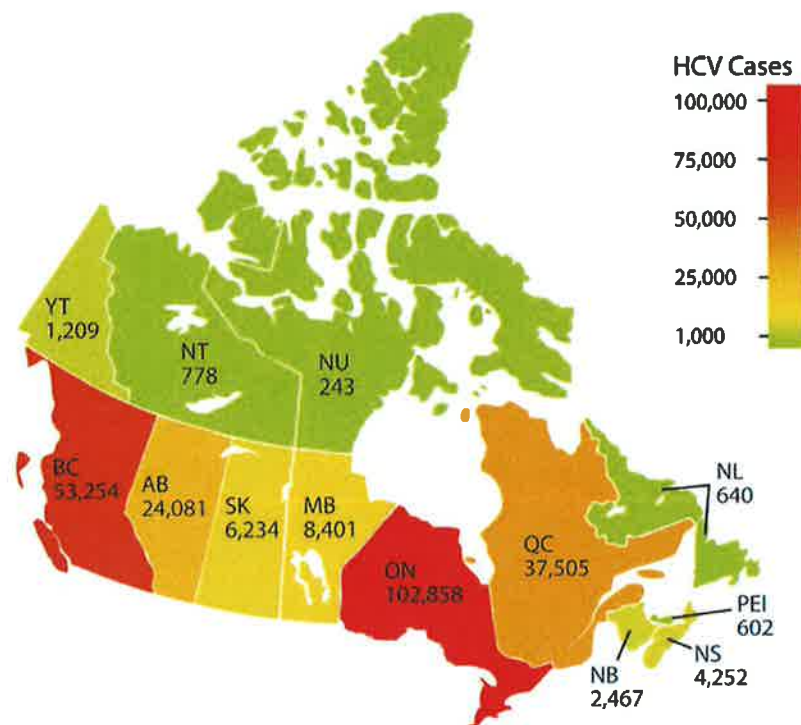 HCV Cases
100,000
75,000
50,000
25,000
1,000
YT
1,209
NT
778
NU
243
BC
53,254
AB
24,081
SK
6,234
MB
8,401
ON
102,858
QC
37,505
NL
640
PEI
602
NB
2,467
NS
4,252